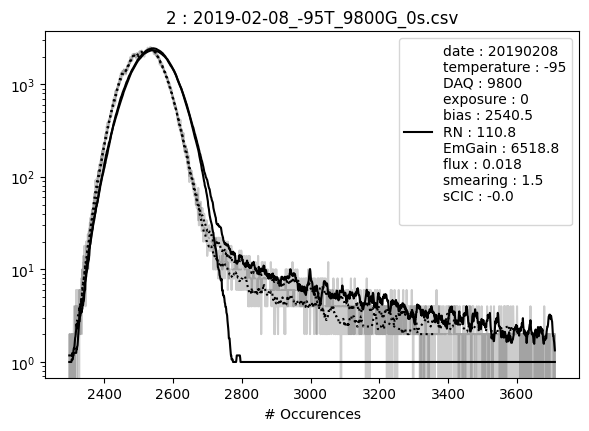 2 : 2019-02-08_-95T_9800G_0s.csv
date : 20190208
temperature : -95
DAQ : 9800
exposure : 0
bias : 2540.5
RN : 110.8
EmGain : 6518.8
flux : 0.018
smearing : 1.5
sCIC : -0.0
10³
10²
10¹
10⁰
2400 2600 2800 3000 3200 3400 3600
# Occurences